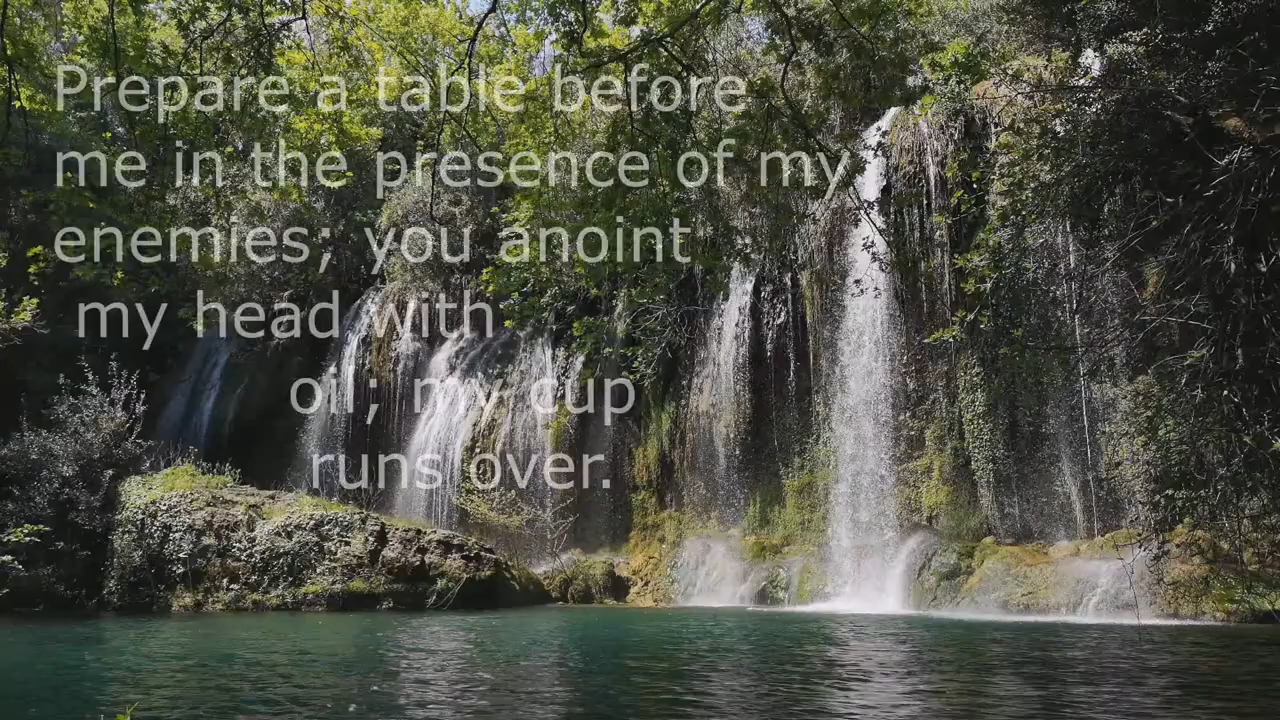 Prepare a table before
me in the presence of my
enemies; you anoint
my head with
oil; my cup
runs over.